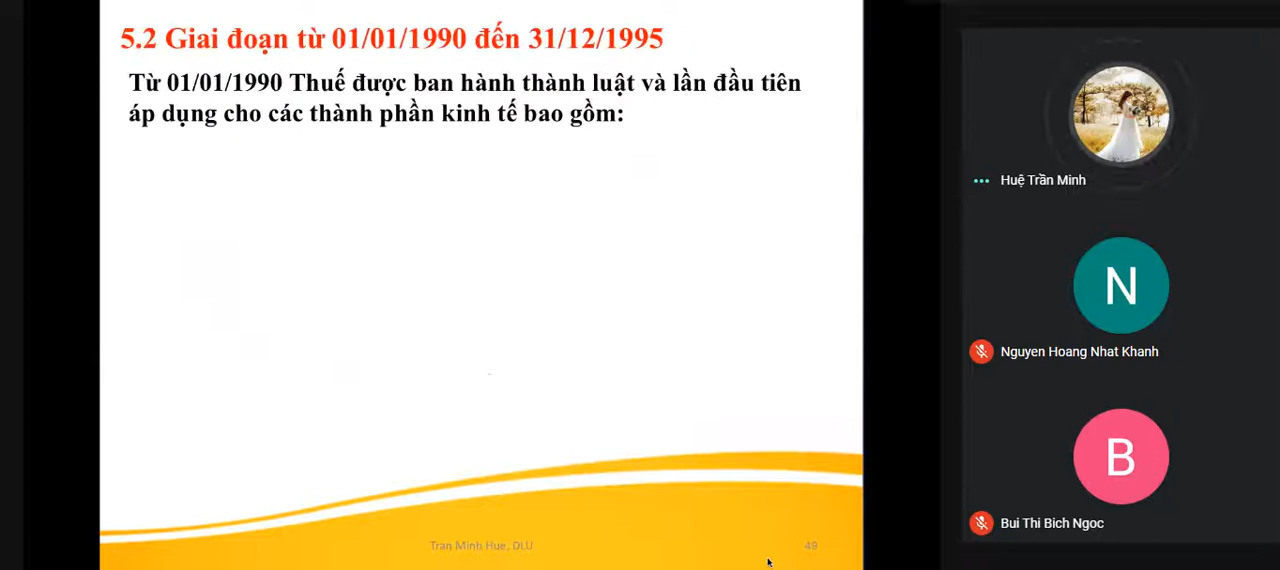 5.2 Giai đoạn từ 01/01/1990 đến 31/12/1995
Từ 01/01/1990 Thuế được ban hành thành luật và lần đầu tiên
áp dụng cho các thành phần kinh tế bao gồm:
Tran Minh Hue, DLU
49
Huệ Trần Minh
N
Nguyen Hoang Nhat Khanh
B
Bui Thi Bich Ngoc